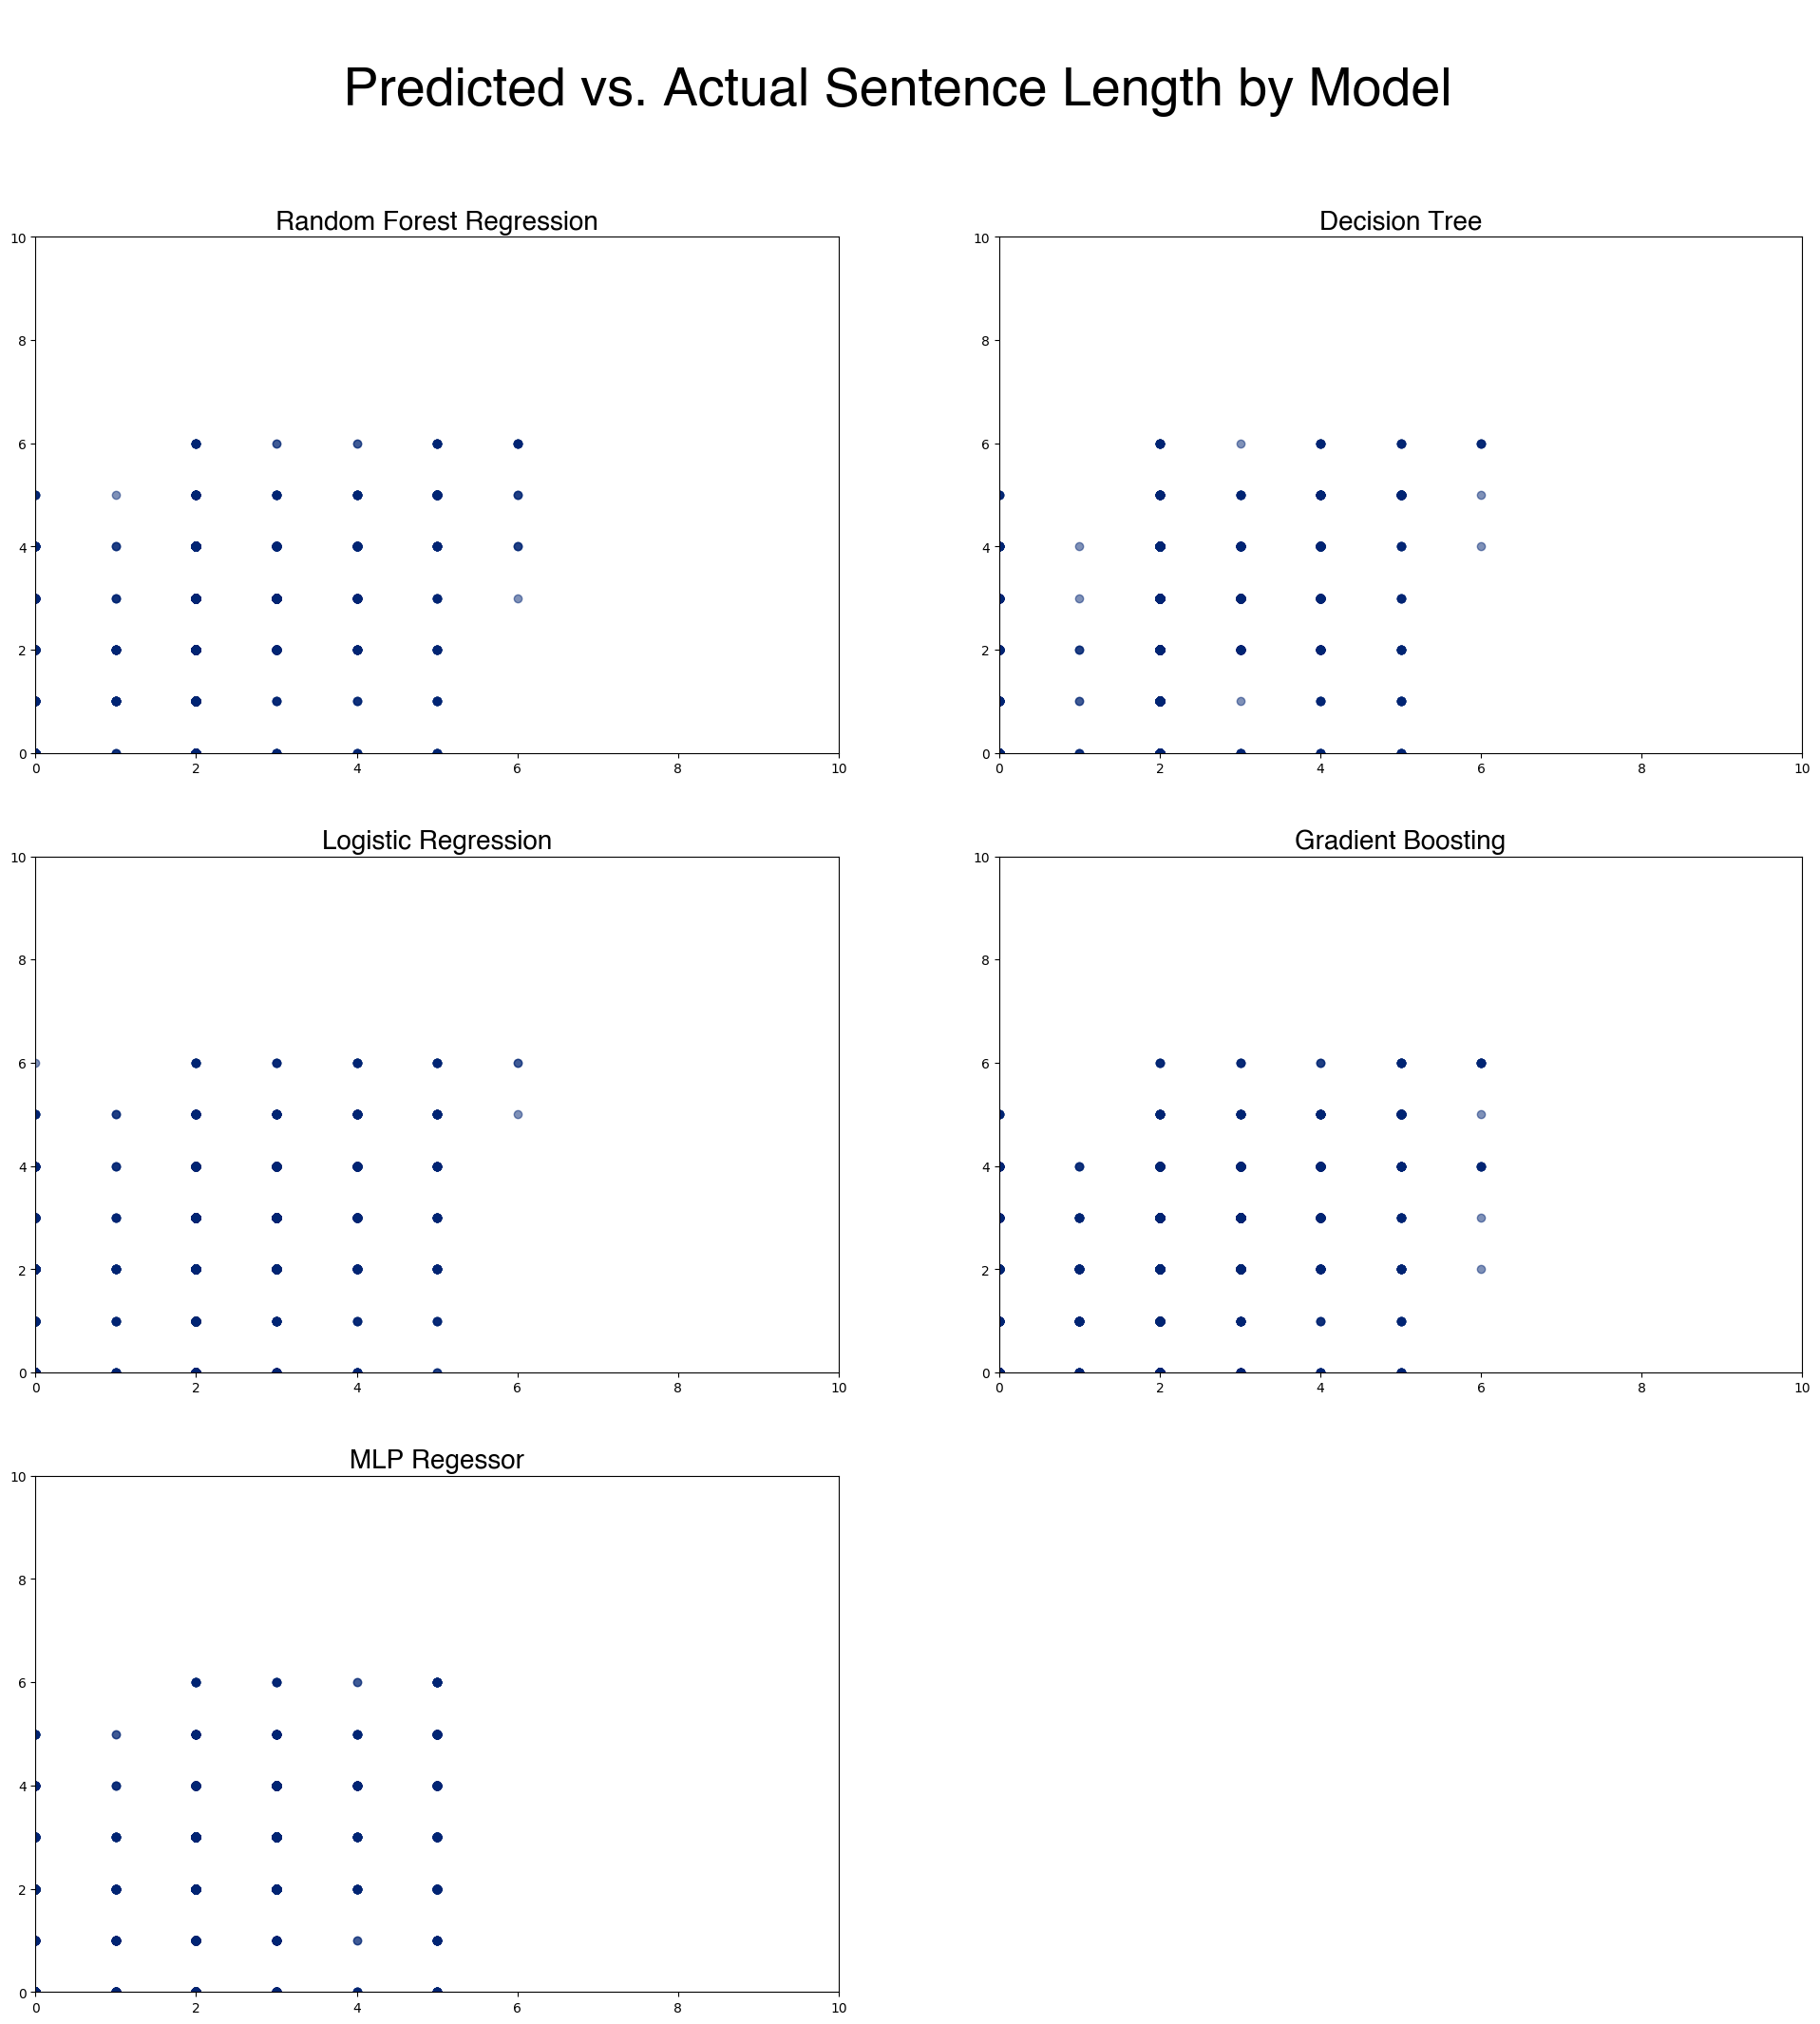 Predicted vs. Actual Sentence Length by Model
Random Forest Regression
10
8
6
4
2
0
0 2 4 6 8 10
Decision Tree
10
8
6
4
2
0
0 2 4 6 8 10
Logistic Regression
10
8
6
4
2
0
0 2 4 6 8 10
Gradient Boosting
10
8
6
4
2
0
0 2 4 6 8 10
MLP Regessor
10
8
6
4
2
0
0 2 4 6 8 10